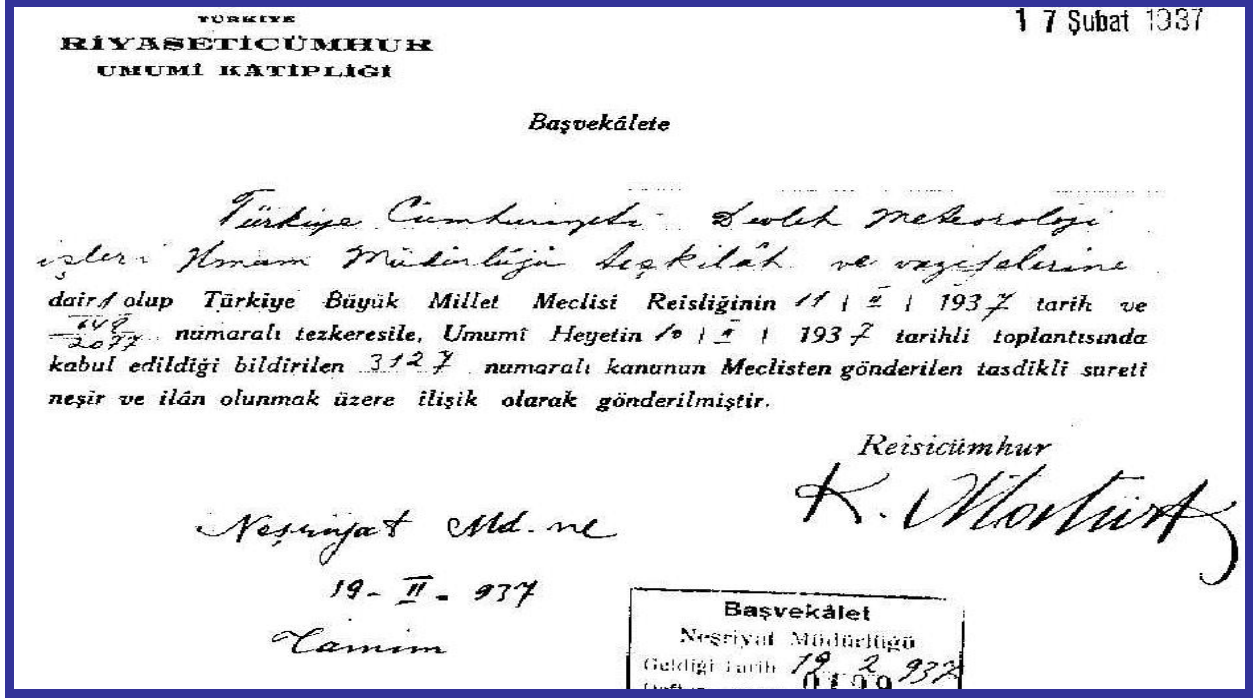 TÜRKİYE
RİYASETİCÜMHUR
UMUMÎ KÂTİPLİĞİ
17 Şubat 1937
Başvekâlete
Türkiye Cumhuriyeti Devlet Meteoroloji
işleri Umum Müdürlüğü teşkilât ve vazifelerine
dair olup Türkiye Büyük Millet Meclisi Reisliğinin 11 | II | 1937 tarih ve
648/2077 numaralı tezkeresile, Umumî Heyetin 10 | II | 1937 tarihli toplantısında
kabul edildiği bildirilen 3127 numaralı kanunun Meclisten gönderilen tasdikli sureti
neşir ve ilân olunmak üzere ilişik olarak gönderilmiştir.
Reisicümhur
K. Atatürk
Neşriyat Md. ne
19 - II - 937
Başvekâlet
Neşriyat Müdürlüğü
Geldiği Tarih 19 2 937